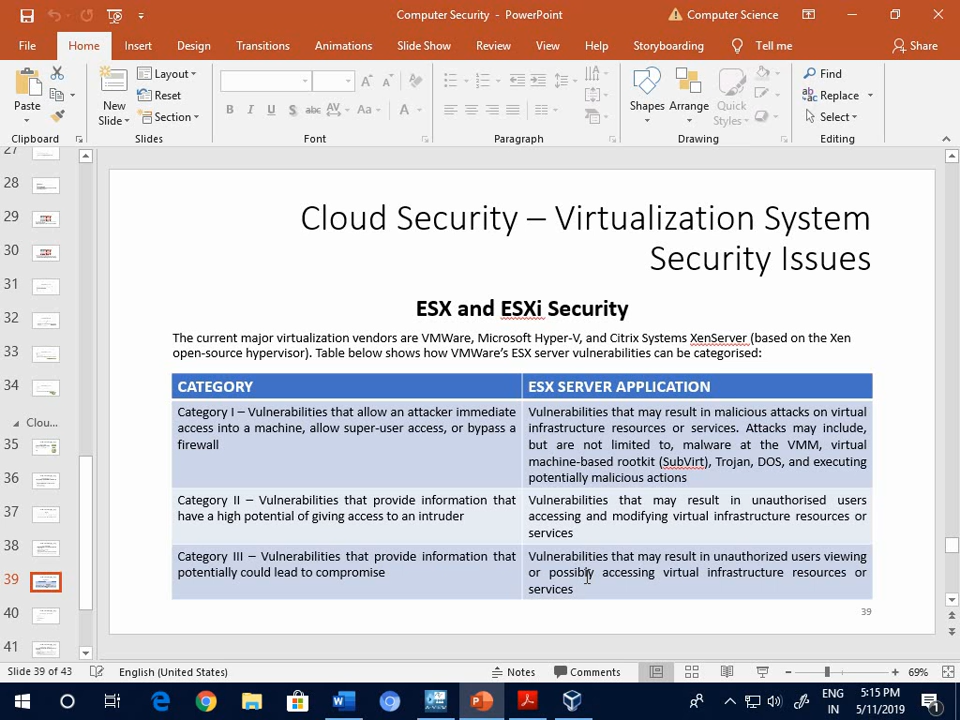 Computer Security - PowerPoint
Computer Science
File Home Insert Design Transitions Animations Slide Show Review View Help Storyboarding Tell me Share
Paste
New
Slide
Layout
Reset
Section
B I U S abc AV Aa A
Shapes
Arrange
Quick
Styles
Find
Replace
Select
Clipboard Slides Font Paragraph Drawing Editing
27
28
29
30
31
32
33
34
Clou...
35
36
37
38
39
40
41
Cloud Security – Virtualization System
Security Issues
ESX and ESXi Security
The current major virtualization vendors are VMWare, Microsoft Hyper-V, and Citrix Systems XenServer (based on the Xen
open-source hypervisor). Table below shows how VMWare's ESX server vulnerabilities can be categorised:
CATEGORY
ESX SERVER APPLICATION
Category I – Vulnerabilities that allow an attacker immediate
access into a machine, allow super-user access, or bypass a
firewall
Vulnerabilities that may result in malicious attacks on virtual
infrastructure resources or services. Attacks may include,
but are not limited to, malware at the VMM, virtual
machine-based rootkit (SubVirt), Trojan, DOS, and executing
potentially malicious actions
Category II – Vulnerabilities that provide information that
have a high potential of giving access to an intruder
Vulnerabilities that may result in unauthorised users
accessing and modifying virtual infrastructure resources or
services
Category III – Vulnerabilities that provide information that
potentially could lead to compromise
Vulnerabilities that may result in unauthorized users viewing
or possibly accessing virtual infrastructure resources or
services
39
Slide 39 of 43 English (United States) Notes Comments 69%
ENG
IN
5:15 PM
5/11/2019
1